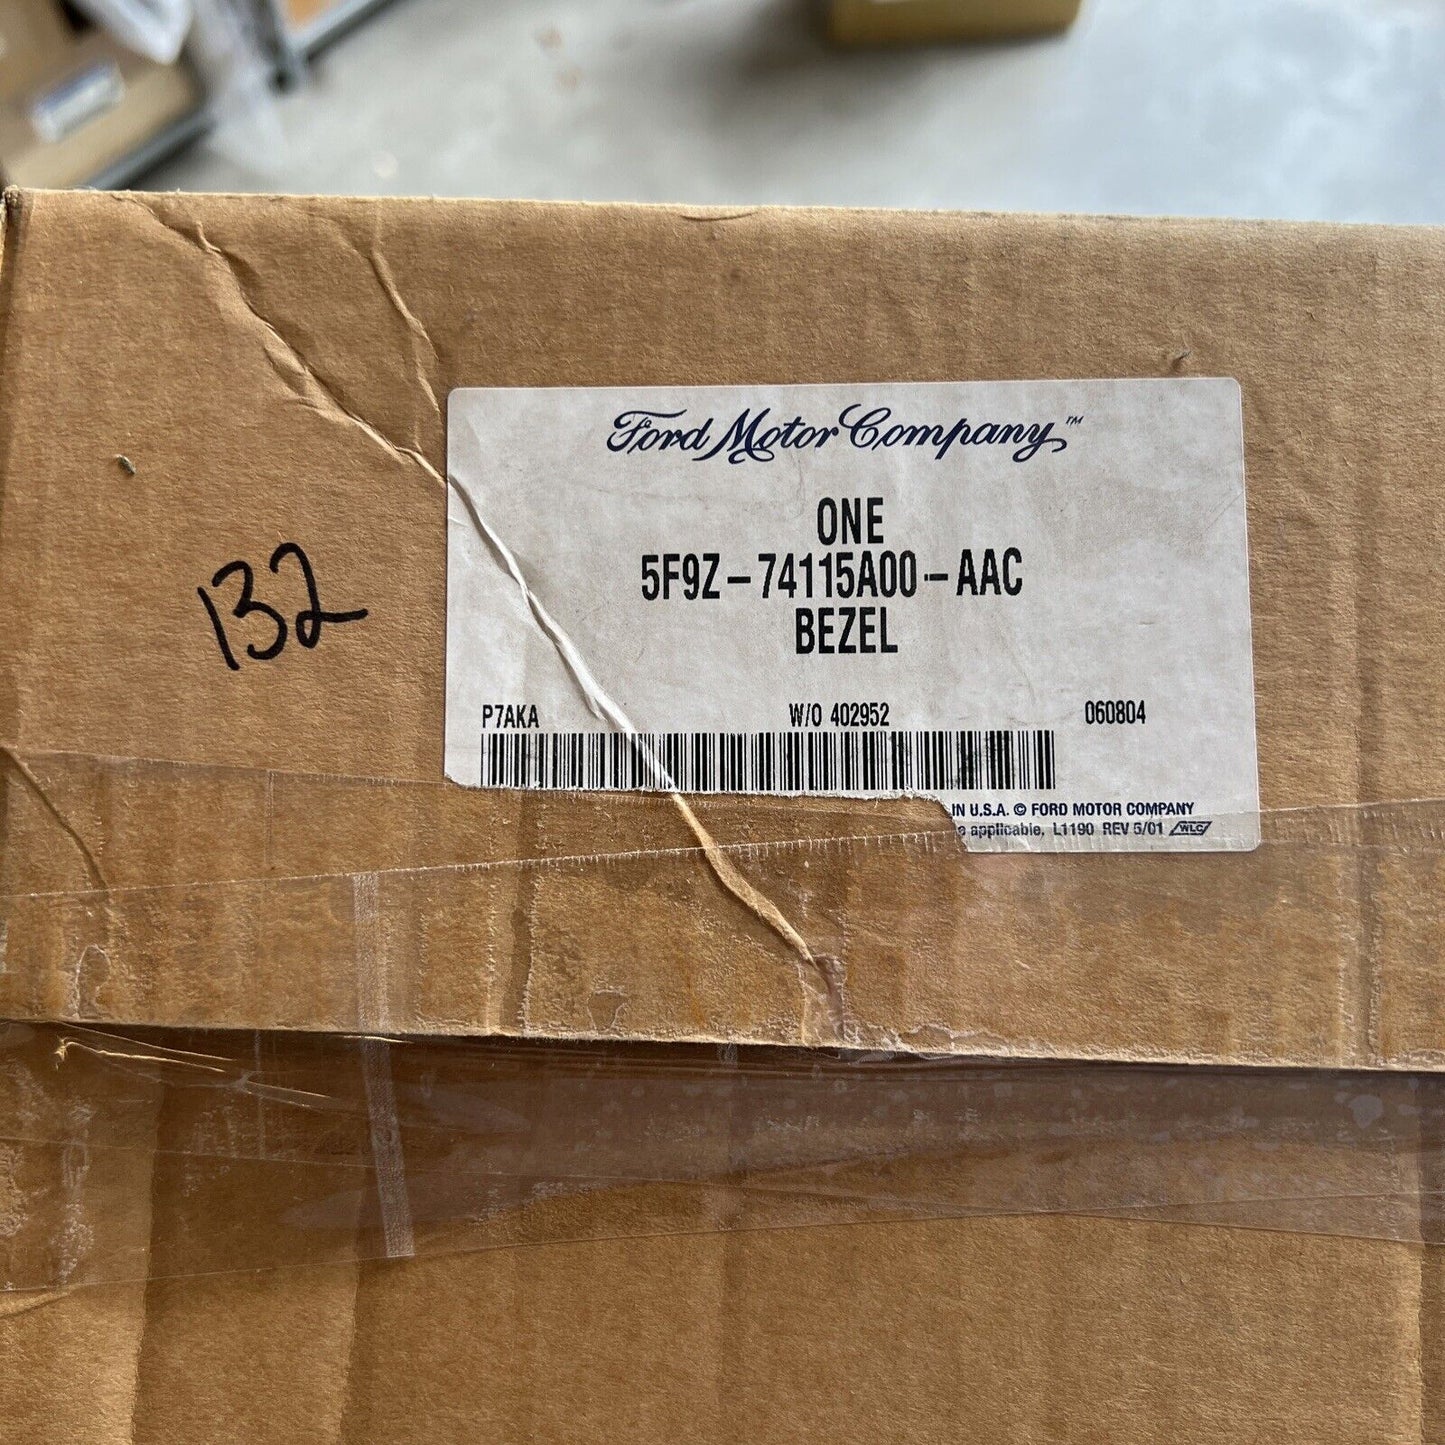 Ford Motor Company™
ONE
5F9Z-74115A00-AAC
BEZEL
132
P7AKA W/O 402952 060804
IN U.S.A. © FORD MOTOR COMPANY
applicable, L1190 REV 5/01 WLC